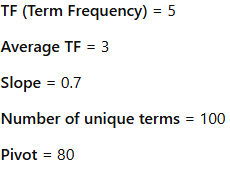 TF (Term Frequency) = 5
Average TF = 3
Slope = 0.7
Number of unique terms = 100
Pivot = 80